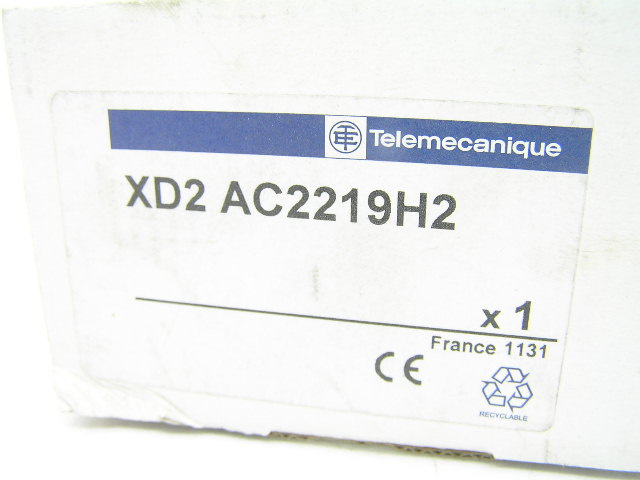 Telemecanique
XD2 AC2219H2
x 1
France 1131
CE
RECYCLABLE